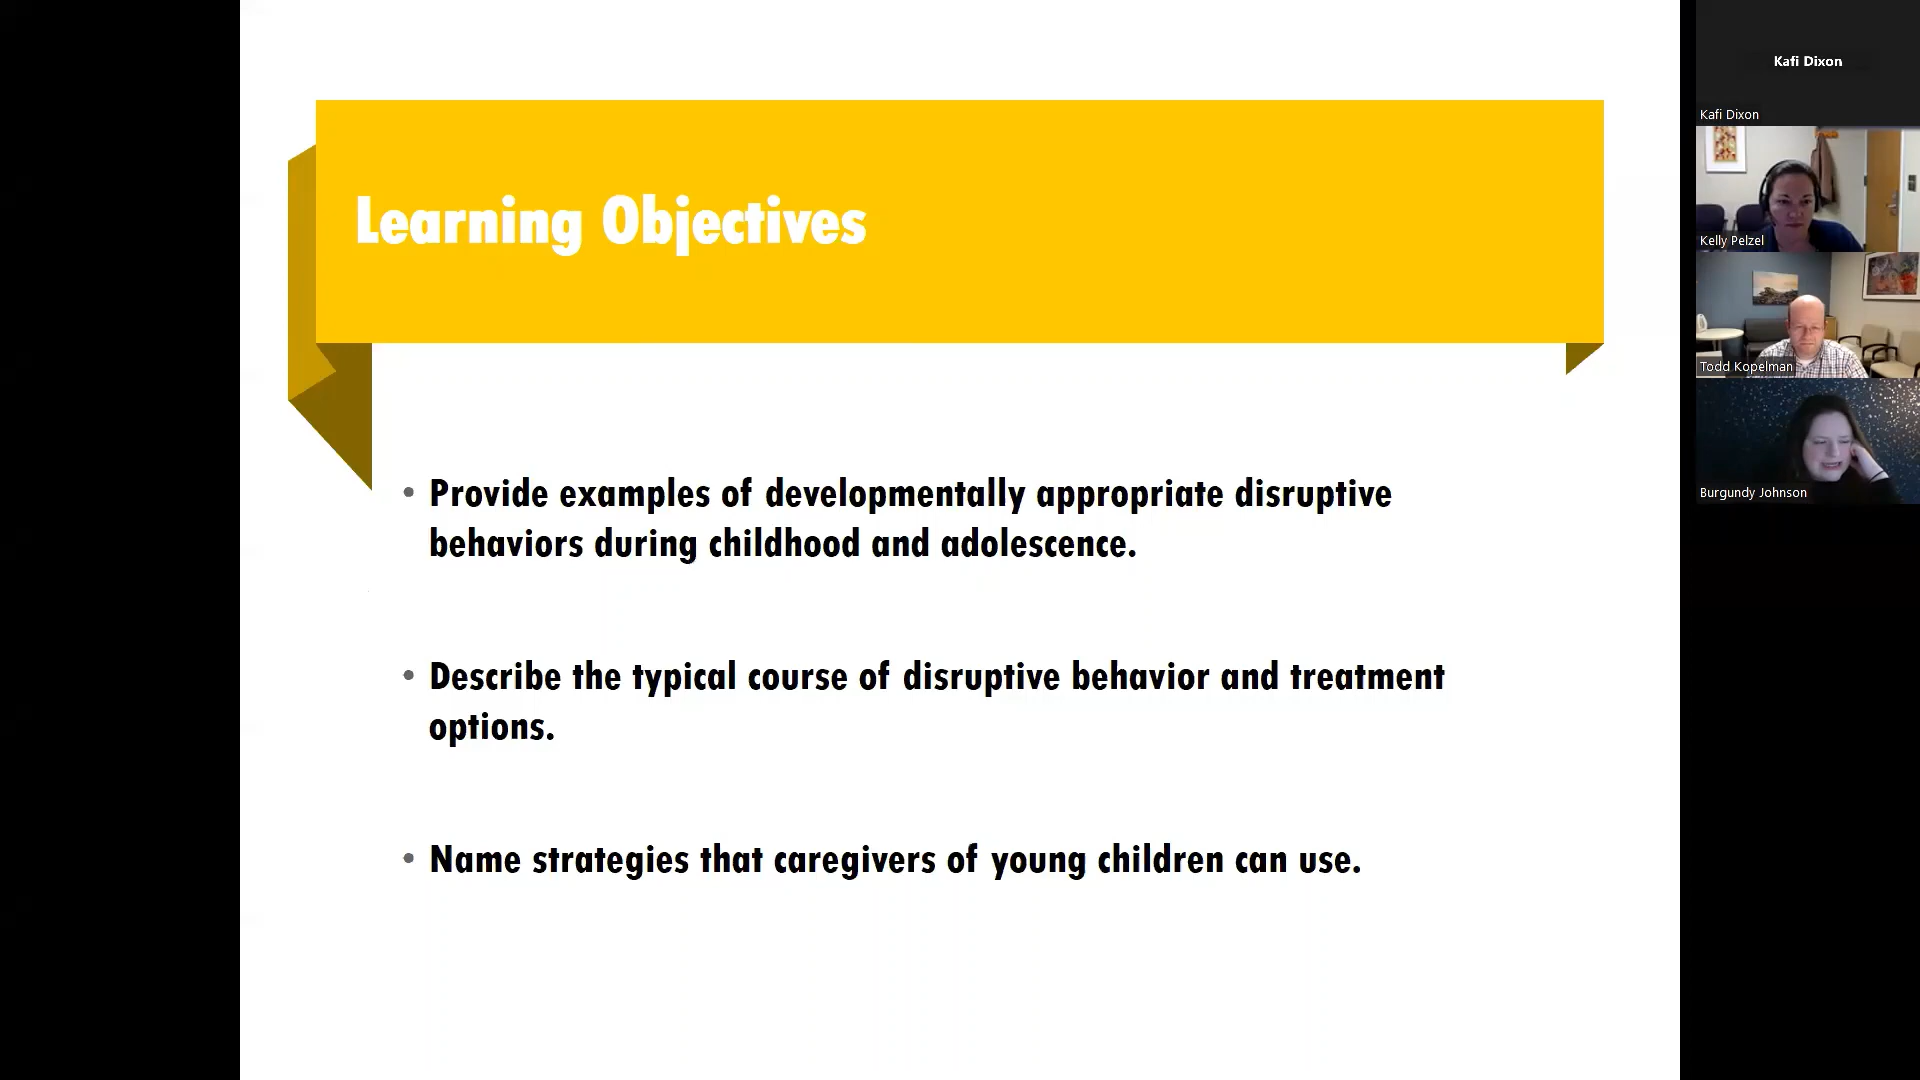 Learning Objectives
• Provide examples of developmentally appropriate disruptive
behaviors during childhood and adolescence.
• Describe the typical course of disruptive behavior and treatment
options.
• Name strategies that caregivers of young children can use.
Kafi Dixon
Kafi Dixon
Kelly Pelzel
Todd Kopelman
Burgundy Johnson